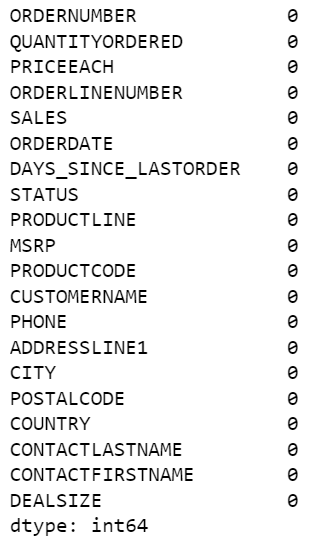 ORDERNUMBER 0
QUANTITYORDERED 0
PRICEEACH 0
ORDERLINENUMBER 0
SALES 0
ORDERDATE 0
DAYS_SINCE_LASTORDER 0
STATUS 0
PRODUCTLINE 0
MSRP 0
PRODUCTCODE 0
CUSTOMERNAME 0
PHONE 0
ADDRESSLINE1 0
CITY 0
POSTALCODE 0
COUNTRY 0
CONTACTLASTNAME 0
CONTACTFIRSTNAME 0
DEALSIZE 0
dtype: int64